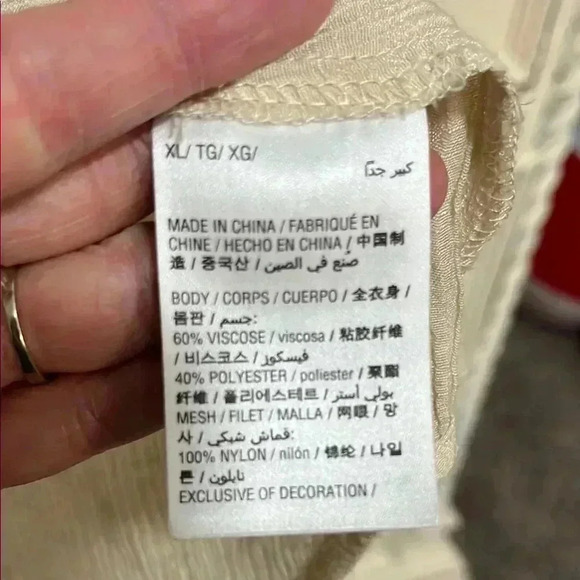 XL/ TG/ XG/
كبير جدًا
MADE IN CHINA / FABRIQUÉ EN
CHINE / HECHO EN CHINA / 中国制
造 / 중국산 / صُنع في الصين
BODY / CORPS / CUERPO / 全衣身 /
몸판 / جسم:
60% VISCOSE / viscosa / 粘胶纤维
/ 비스코스 / فيسكوز
40% POLYESTER / poliester / 聚酯
纤维 / 폴리에스테르 / بولي أستر
MESH / FILET / MALLA / 网眼 / 망
사 / قماش شبكي:
100% NYLON / nilón / 锦纶 / 나일
론 / نايلون
EXCLUSIVE OF DECORATION /